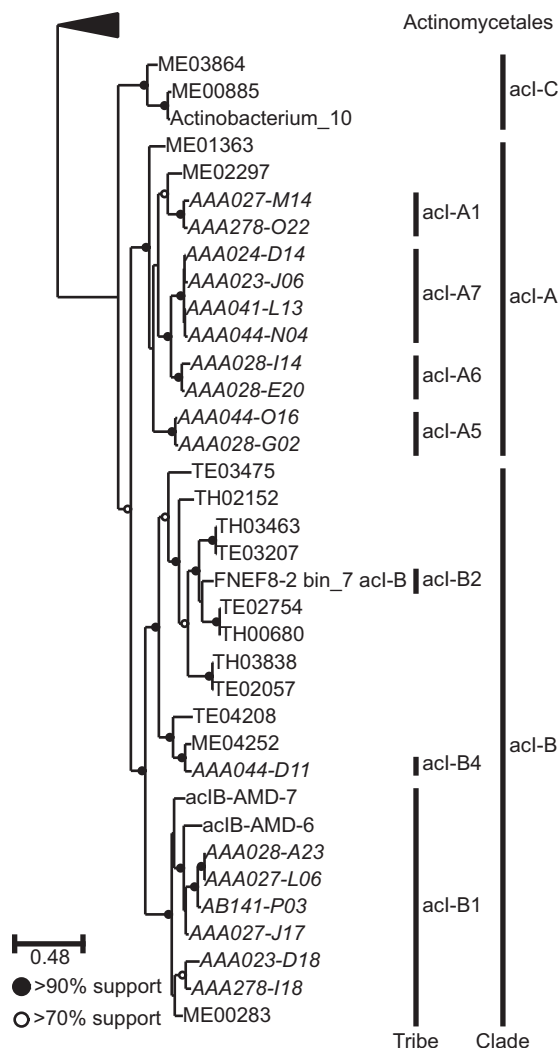 Actinomycetales
ME03864
ME00885
acI-C
Actinobacterium_10
ME01363
ME02297
AAA027-M14
acI-A1
AAA278-O22
AAA024-D14
AAA023-J06
acI-A7
acI-A
AAA041-L13
AAA044-N04
AAA028-I14
acI-A6
AAA028-E20
AAA044-O16
acI-A5
AAA028-G02
TE03475
TH02152
TH03463
TE03207
FNEF8-2 bin_7 acI-B
acI-B2
TE02754
TH00680
TH03838
TE02057
TE04208
acI-B
ME04252
AAA044-D11
acI-B4
acIB-AMD-7
acIB-AMD-6
AAA028-A23
AAA027-L06
AB141-P03
acI-B1
AAA027-J17
AAA023-D18
AAA278-I18
ME00283
0.48
>90% support
>70% support
Tribe
Clade